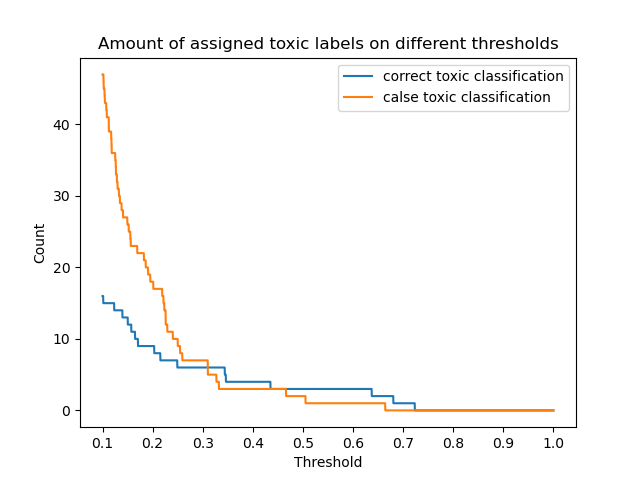 Amount of assigned toxic labels on different thresholds
correct toxic classification
calse toxic classification
40
30
20
10
0
Count
0.1 0.2 0.3 0.4 0.5 0.6 0.7 0.8 0.9 1.0
Threshold